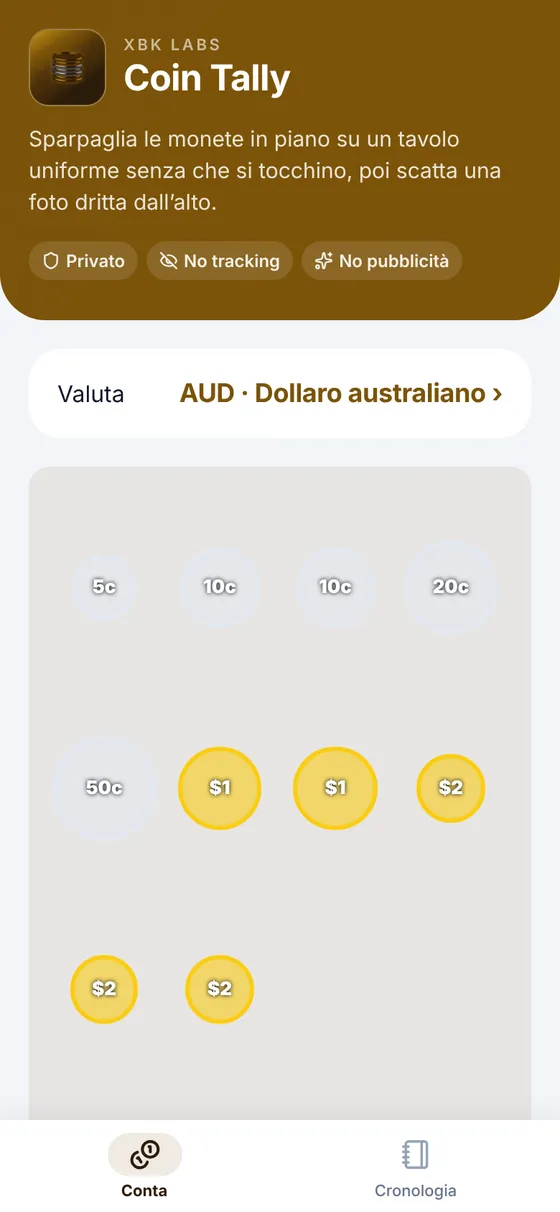 XBK LABS
Coin Tally
Sparpaglia le monete in piano su un tavolo
uniforme senza che si tocchino, poi scatta una
foto dritta dall’alto.
Privato
No tracking
No pubblicità
Valuta
AUD · Dollaro australiano ›
5c
10c
10c
20c
50c
$1
$1
$2
$2
$2
Conta
Cronologia